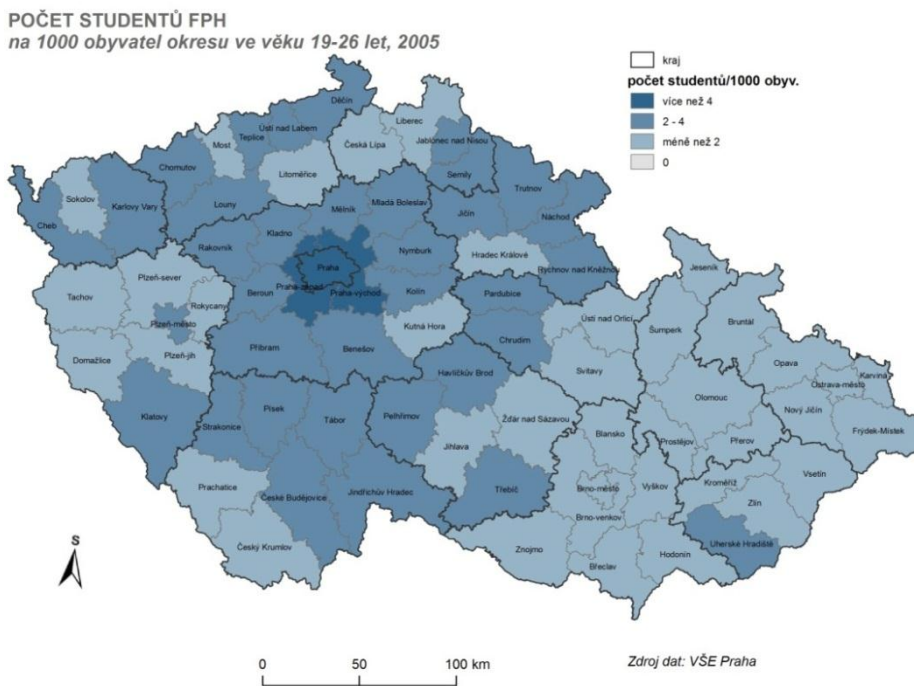 POČET STUDENTŮ FPH
na 1000 obyvatel okresu ve věku 19-26 let, 2005
kraj
počet studentů/1000 obyv.
více než 4
2 - 4
méně než 2
0
Děčín
Ústí nad Labem
Teplice
Most
Chomutov
Litoměřice
Louny
Liberec
Česká Lípa
Jablonec nad Nisou
Semily
Trutnov
Náchod
Jičín
Hradec Králové
Rychnov nad Kněžnou
Sokolov
Karlovy Vary
Cheb
Mělník
Mladá Boleslav
Rakovník
Kladno
Nymburk
Praha
Praha-západ
Praha-východ
Beroun
Kolín
Kutná Hora
Příbram
Benešov
Plzeň-sever
Tachov
Rokycany
Plzeň-město
Domažlice
Plzeň-jih
Klatovy
Pardubice
Chrudim
Ústí nad Orlicí
Svitavy
Havlíčkův Brod
Pelhřimov
Žďár nad Sázavou
Jihlava
Třebíč
Strakonice
Písek
Tábor
Prachatice
České Budějovice
Jindřichův Hradec
Český Krumlov
Jeseník
Šumperk
Bruntál
Opava
Karviná
Ostrava-město
Nový Jičín
Frýdek-Místek
Olomouc
Prostějov
Přerov
Blansko
Brno-město
Vyškov
Brno-venkov
Znojmo
Břeclav
Hodonín
Kroměříž
Vsetín
Zlín
Uherské Hradiště
S
0 50 100 km
Zdroj dat: VŠE Praha